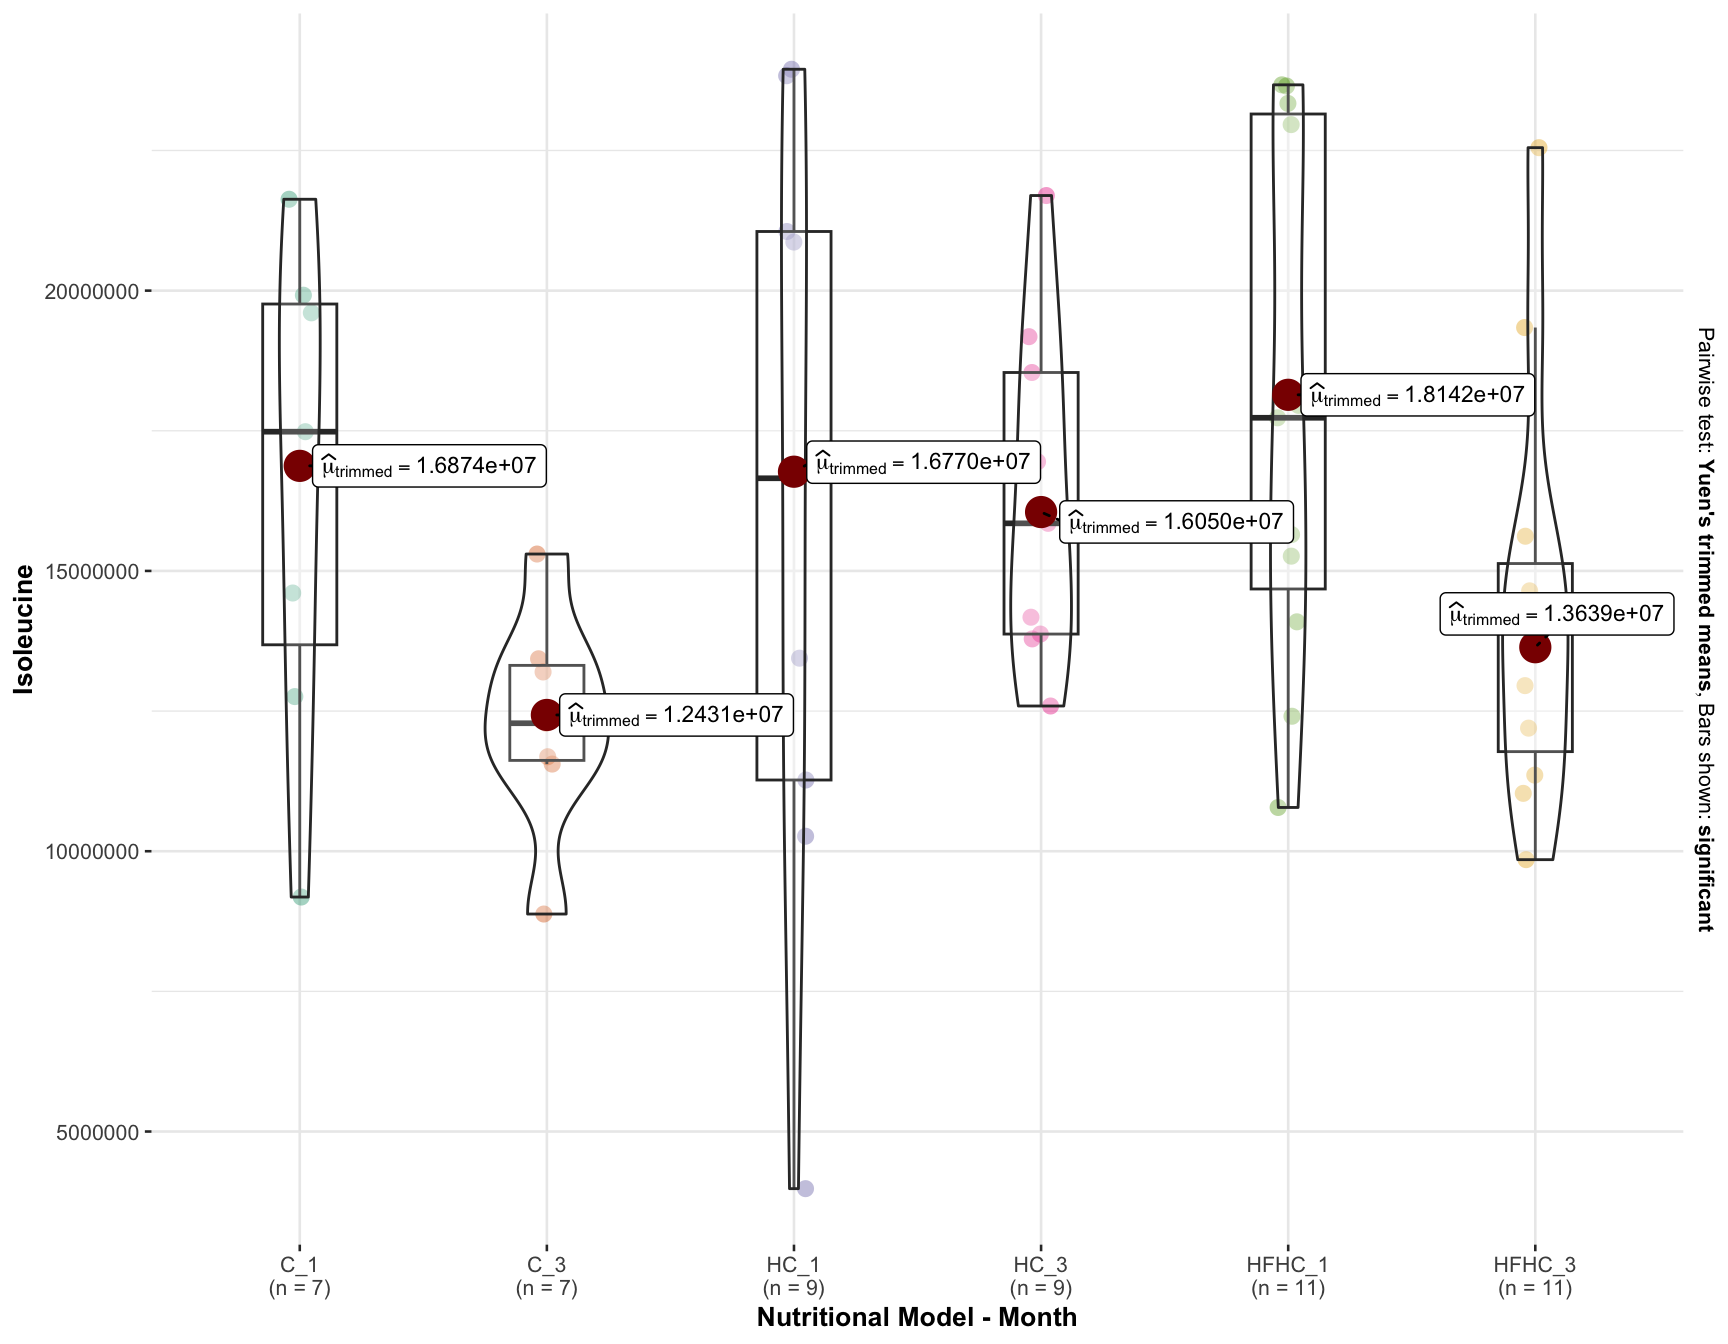 Isoleucine
20000000
15000000
10000000
5000000
μ̂trimmed = 1.6874e+07
μ̂trimmed = 1.2431e+07
μ̂trimmed = 1.6770e+07
μ̂trimmed = 1.6050e+07
μ̂trimmed = 1.8142e+07
μ̂trimmed = 1.3639e+07
C_1
(n = 7)
C_3
(n = 7)
HC_1
(n = 9)
HC_3
(n = 9)
HFHC_1
(n = 11)
HFHC_3
(n = 11)
Nutritional Model - Month
Pairwise test: Yuen's trimmed means, Bars shown: significant